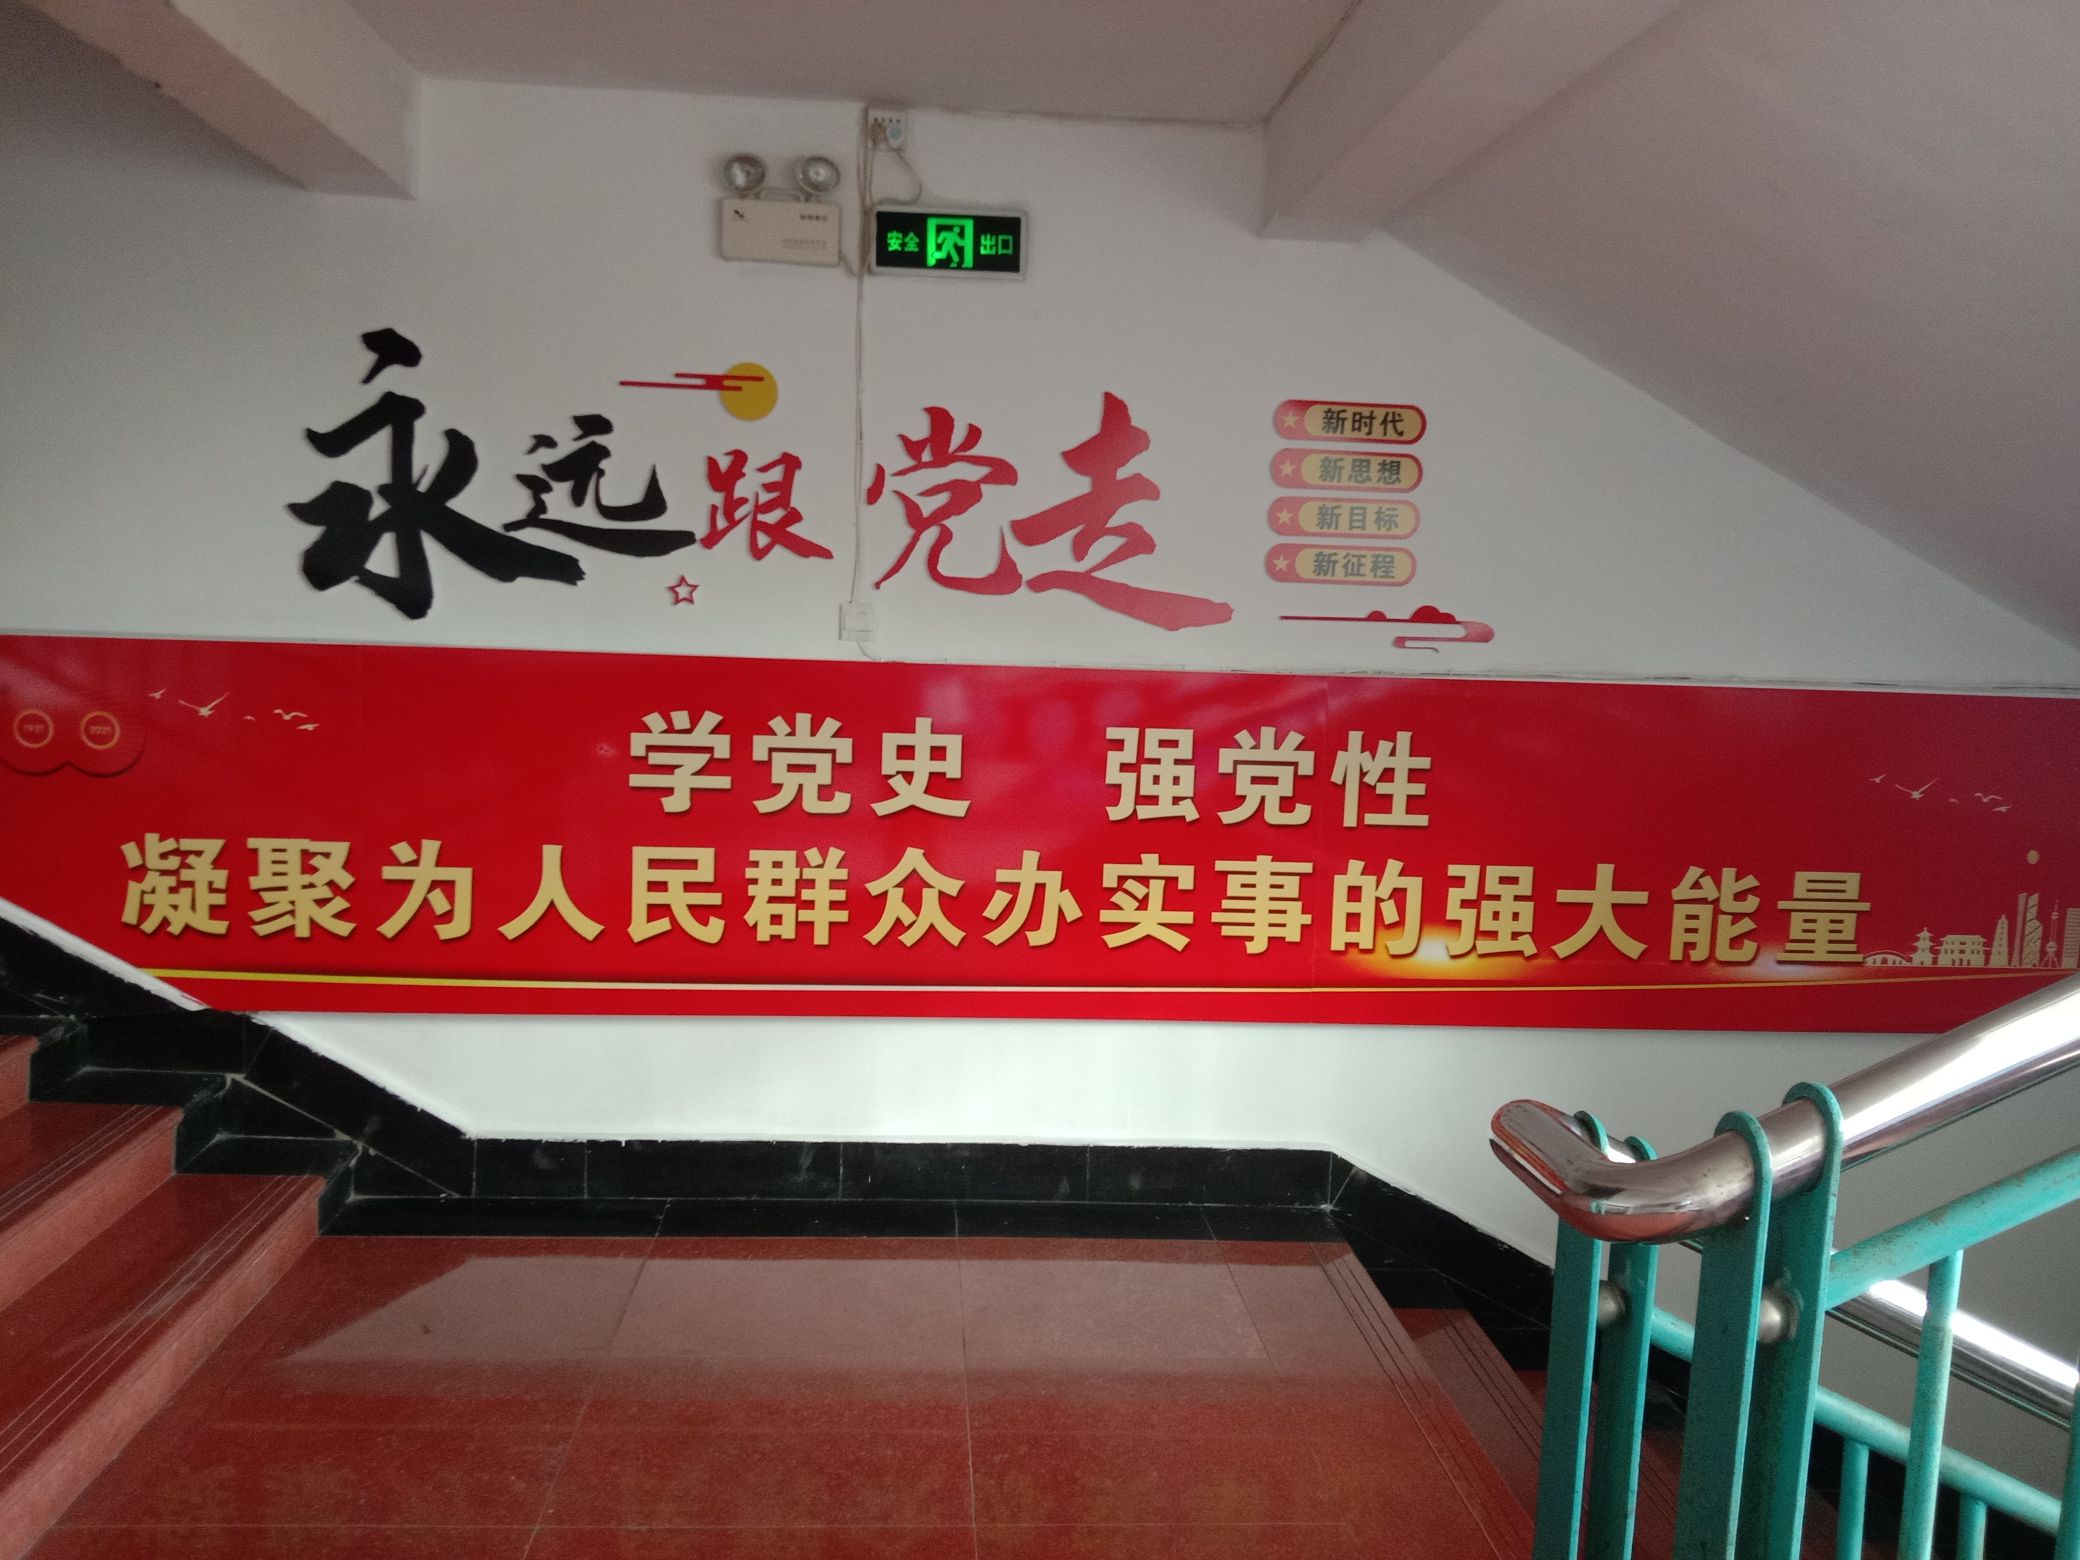 安全 出口
永远跟党走
新时代
新思想
新目标
新征程
1921 2021
学党史 强党性
凝聚为人民群众办实事的强大能量